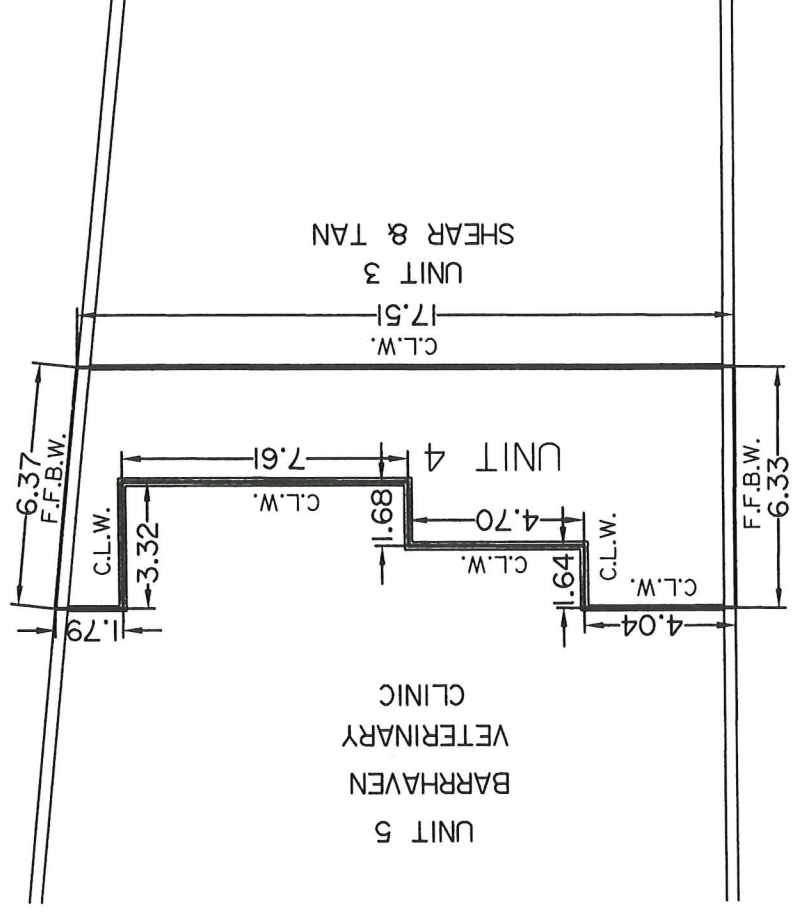 UNIT 5
BARRHAVEN
VETERINARY
CLINIC
4.04
1.79
C.L.W.
1.64
C.L.W.
C.L.W.
4.70
1.68
3.32
C.L.W.
C.L.W.
7.61
F.F.B.W.
6.33
UNIT 4
F.F.B.W.
6.37
C.L.W.
17.51
UNIT 3
SHEAR & TAN